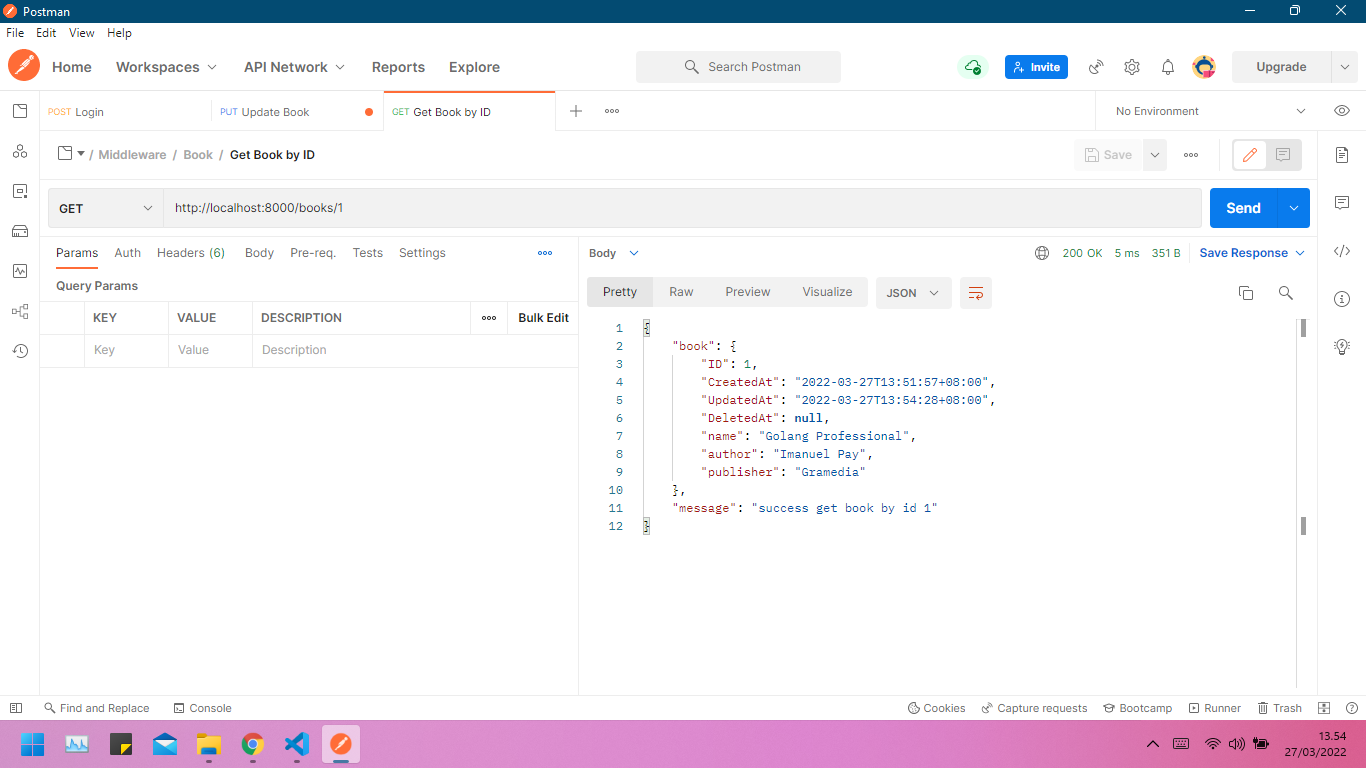 Postman
File Edit View Help
Home Workspaces API Network Reports Explore Search Postman Invite Upgrade
POST Login PUT Update Book GET Get Book by ID No Environment
/ Middleware / Book / Get Book by ID Save
GET http://localhost:8000/books/1 Send
Params Auth Headers (6) Body Pre-req. Tests Settings Body 200 OK 5 ms 351 B Save Response
Query Params
Pretty Raw Preview Visualize JSON
KEY VALUE DESCRIPTION Bulk Edit
Key Value Description
1 {
2 "book": {
3 "ID": 1,
4 "CreatedAt": "2022-03-27T13:51:57+08:00",
5 "UpdatedAt": "2022-03-27T13:54:28+08:00",
6 "DeletedAt": null,
7 "name": "Golang Professional",
8 "author": "Imanuel Pay",
9 "publisher": "Gramedia"
10 },
11 "message": "success get book by id 1"
12 }
Find and Replace Console Cookies Capture requests Bootcamp Runner Trash
13.54
27/03/2022